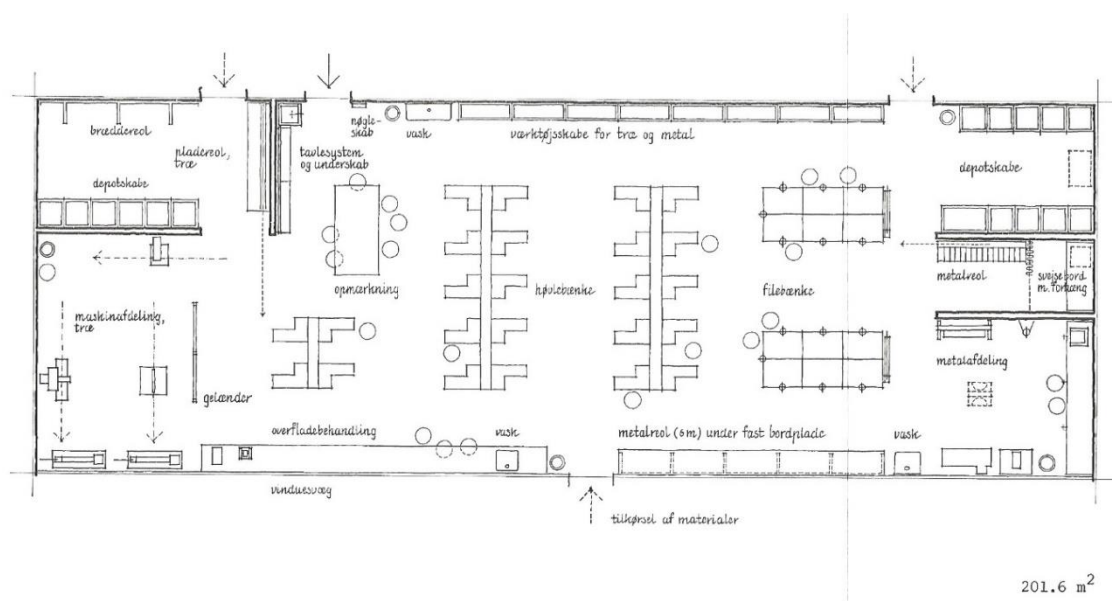 bræddereol
pladereol,
træ
depotskabe
nøgle-
skab
vask
tavlesystem
og underskab
værktøjsskabe for træ og metal
depotskabe
opmærkning
høvlebænke
filebænke
metalreol
svejsebord
m. forhæng
maskinafdeling,
træ
gelænder
metalafdeling
overfladebehandling
vask
metalreol (6m) under fast bordplade
vask
vinduesvæg
tilkørsel af materialer
201.6 m²